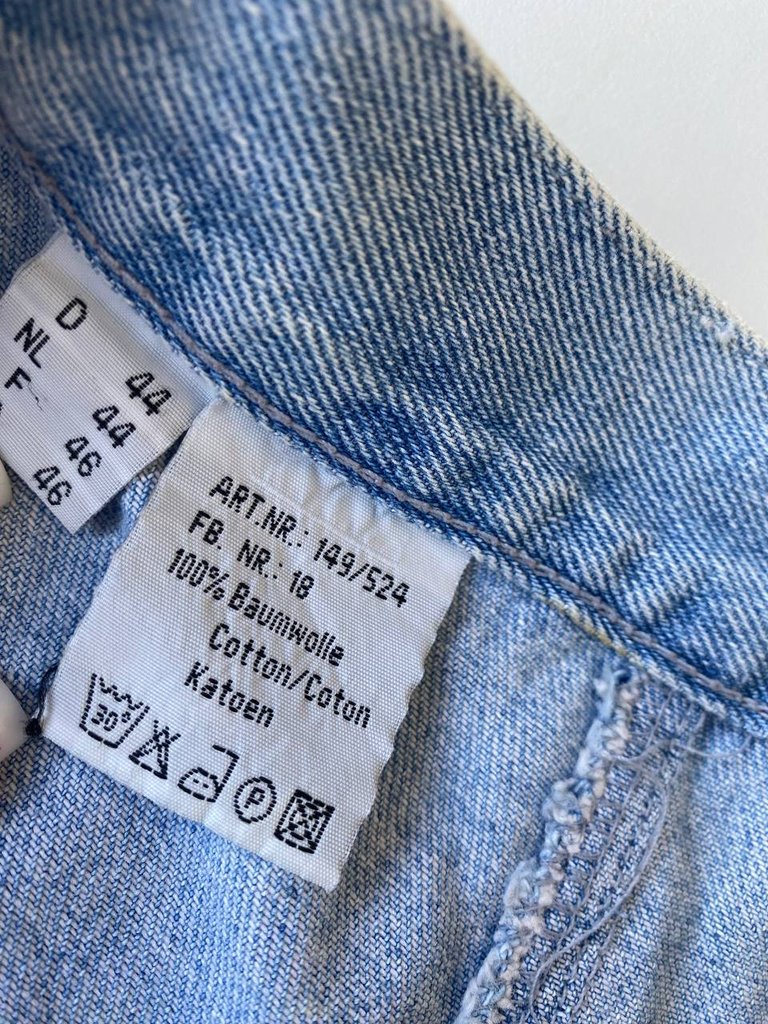 D 44
NL 44
F 46
46
ART.NR.: 149/524
FB. NR.: 18
100% Baumwolle
Cotton/Coton
Katoen
30°
P